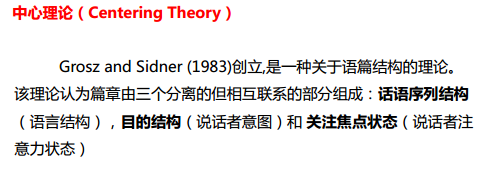 中心理论（Centering Theory）
Grosz and Sidner (1983)创立,是一种关于语篇结构的理论。
该理论认为篇章由三个分离的但相互联系的部分组成：话语序列结构
（语言结构），目的结构（说话者意图）和 关注焦点状态（说话者注
意力状态）